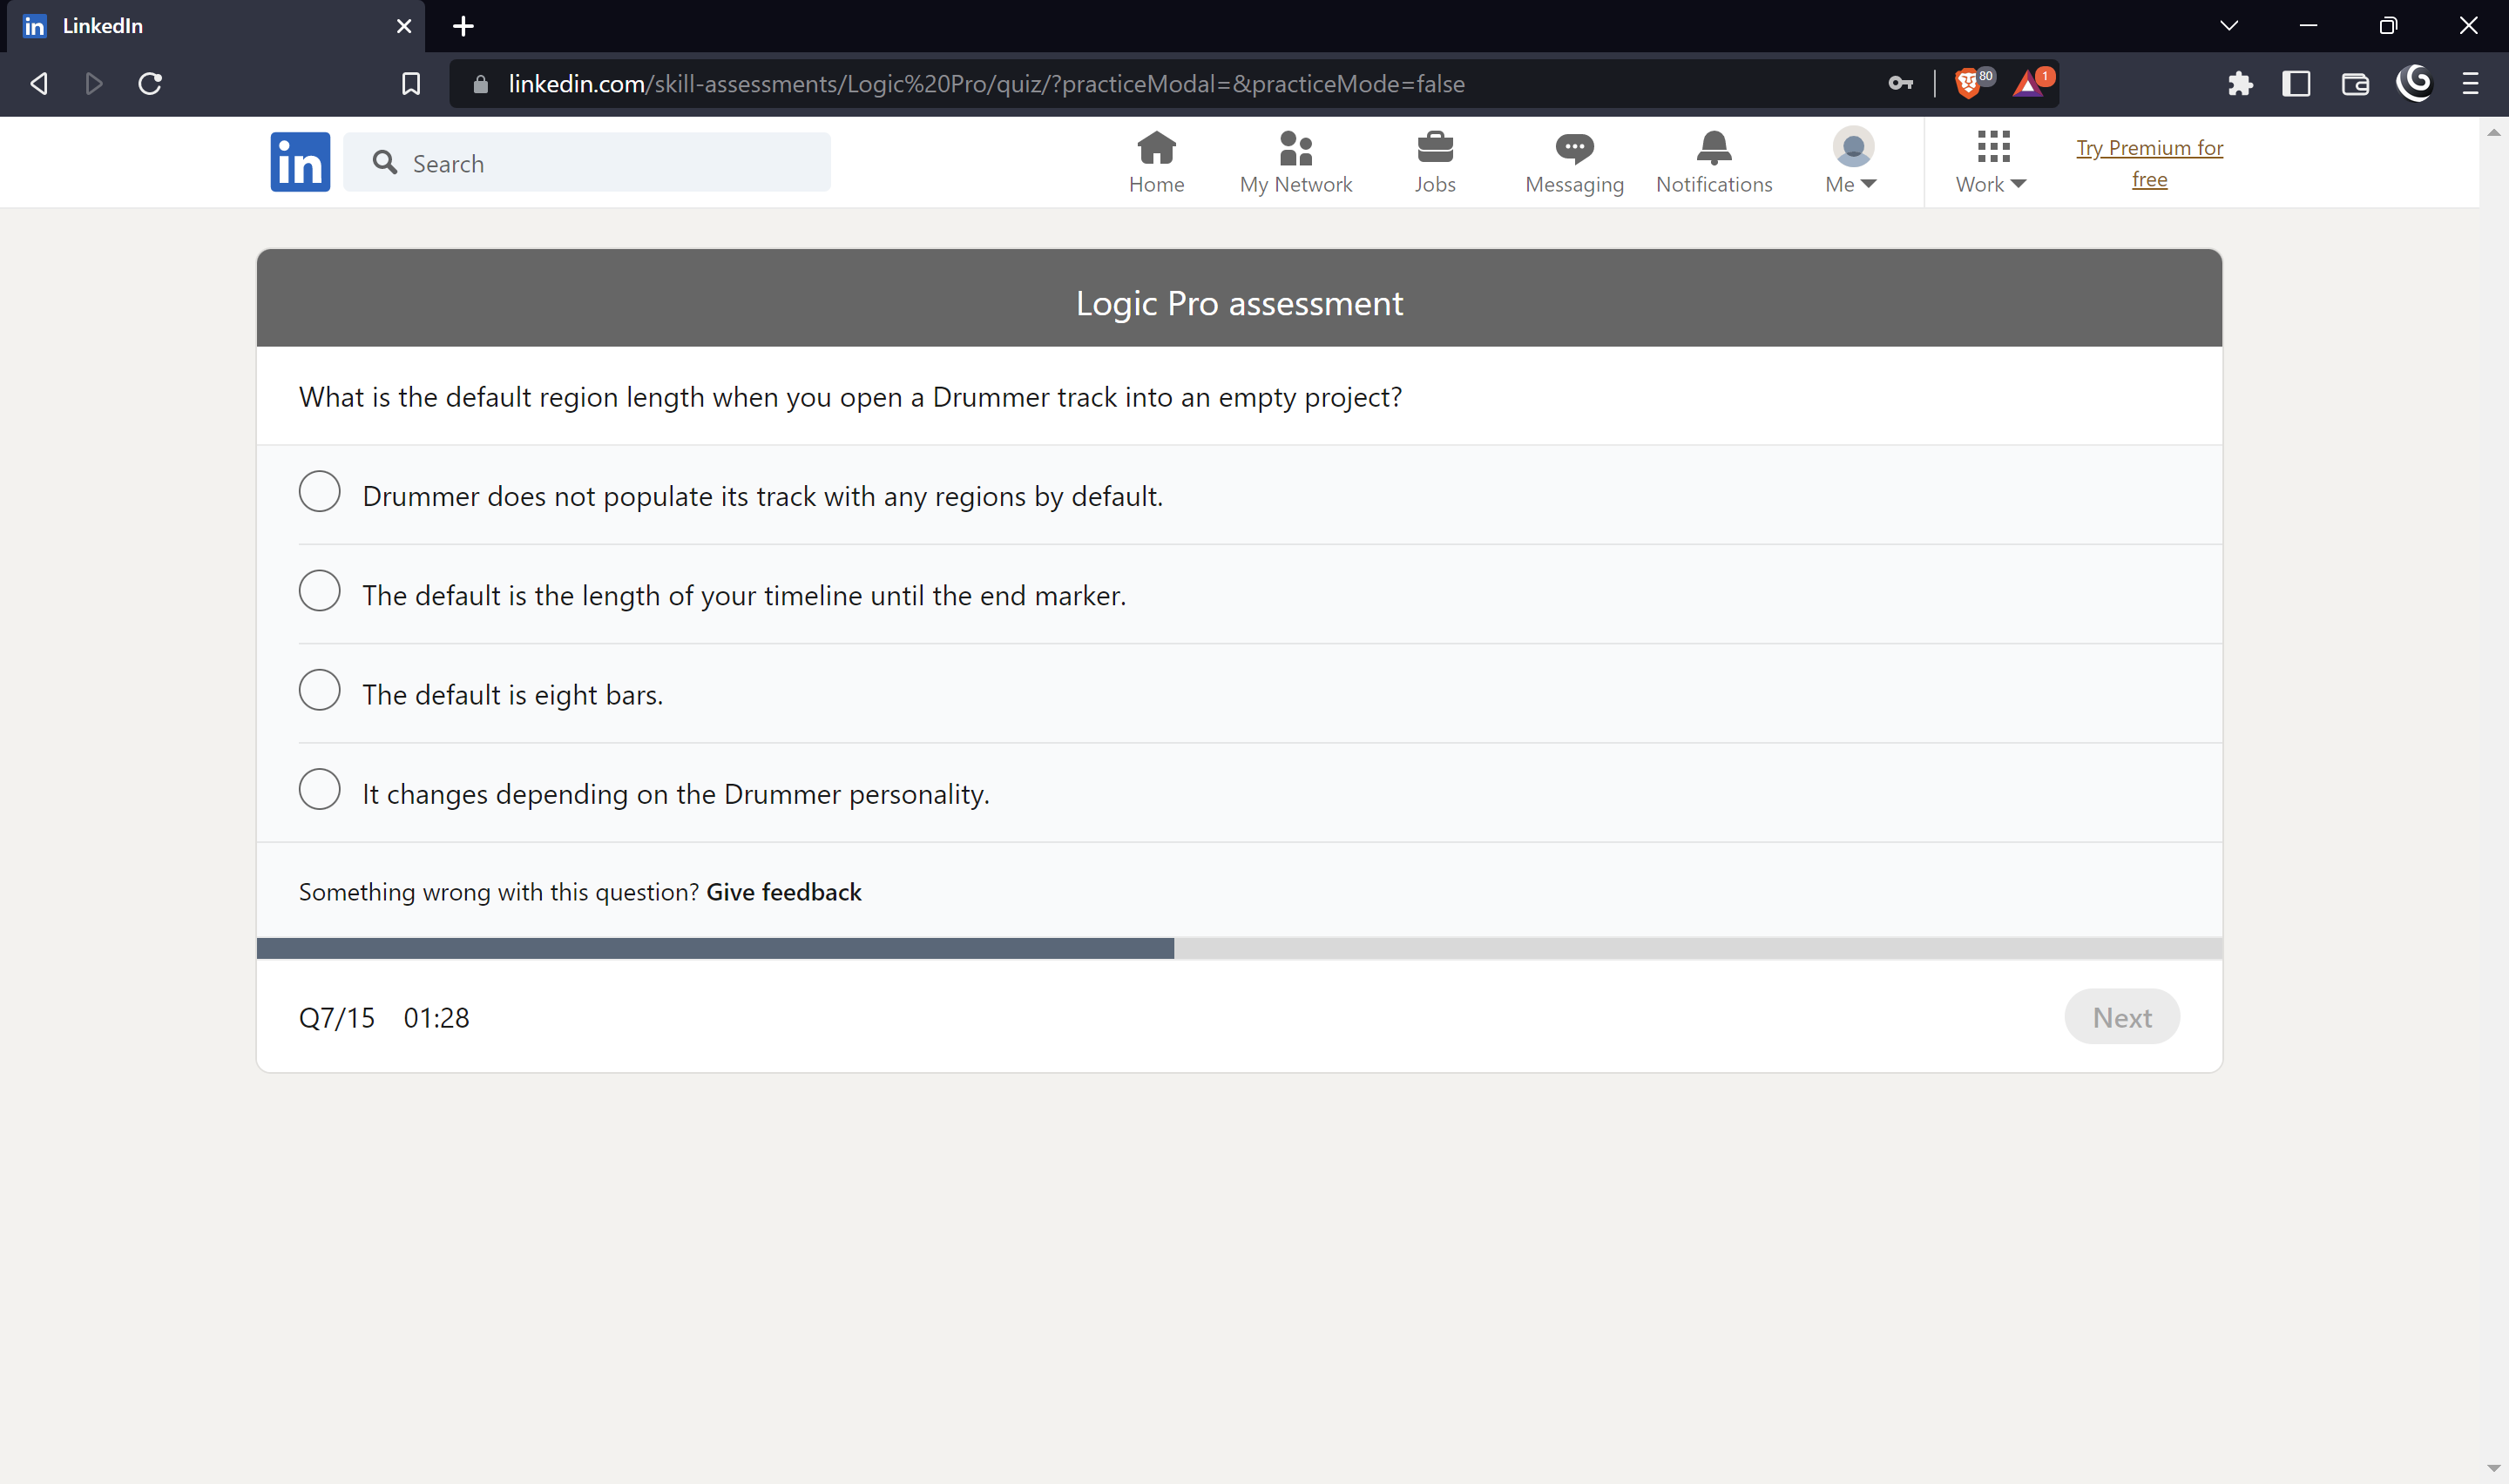 LinkedIn
linkedin.com/skill-assessments/Logic%20Pro/quiz/?practiceModal=&practiceMode=false
80
1
in
Search
Home
My Network
Jobs
Messaging
Notifications
Me
Work
Try Premium for
free
Logic Pro assessment
What is the default region length when you open a Drummer track into an empty project?
Drummer does not populate its track with any regions by default.
The default is the length of your timeline until the end marker.
The default is eight bars.
It changes depending on the Drummer personality.
Something wrong with this question? Give feedback
Q7/15 01:28
Next